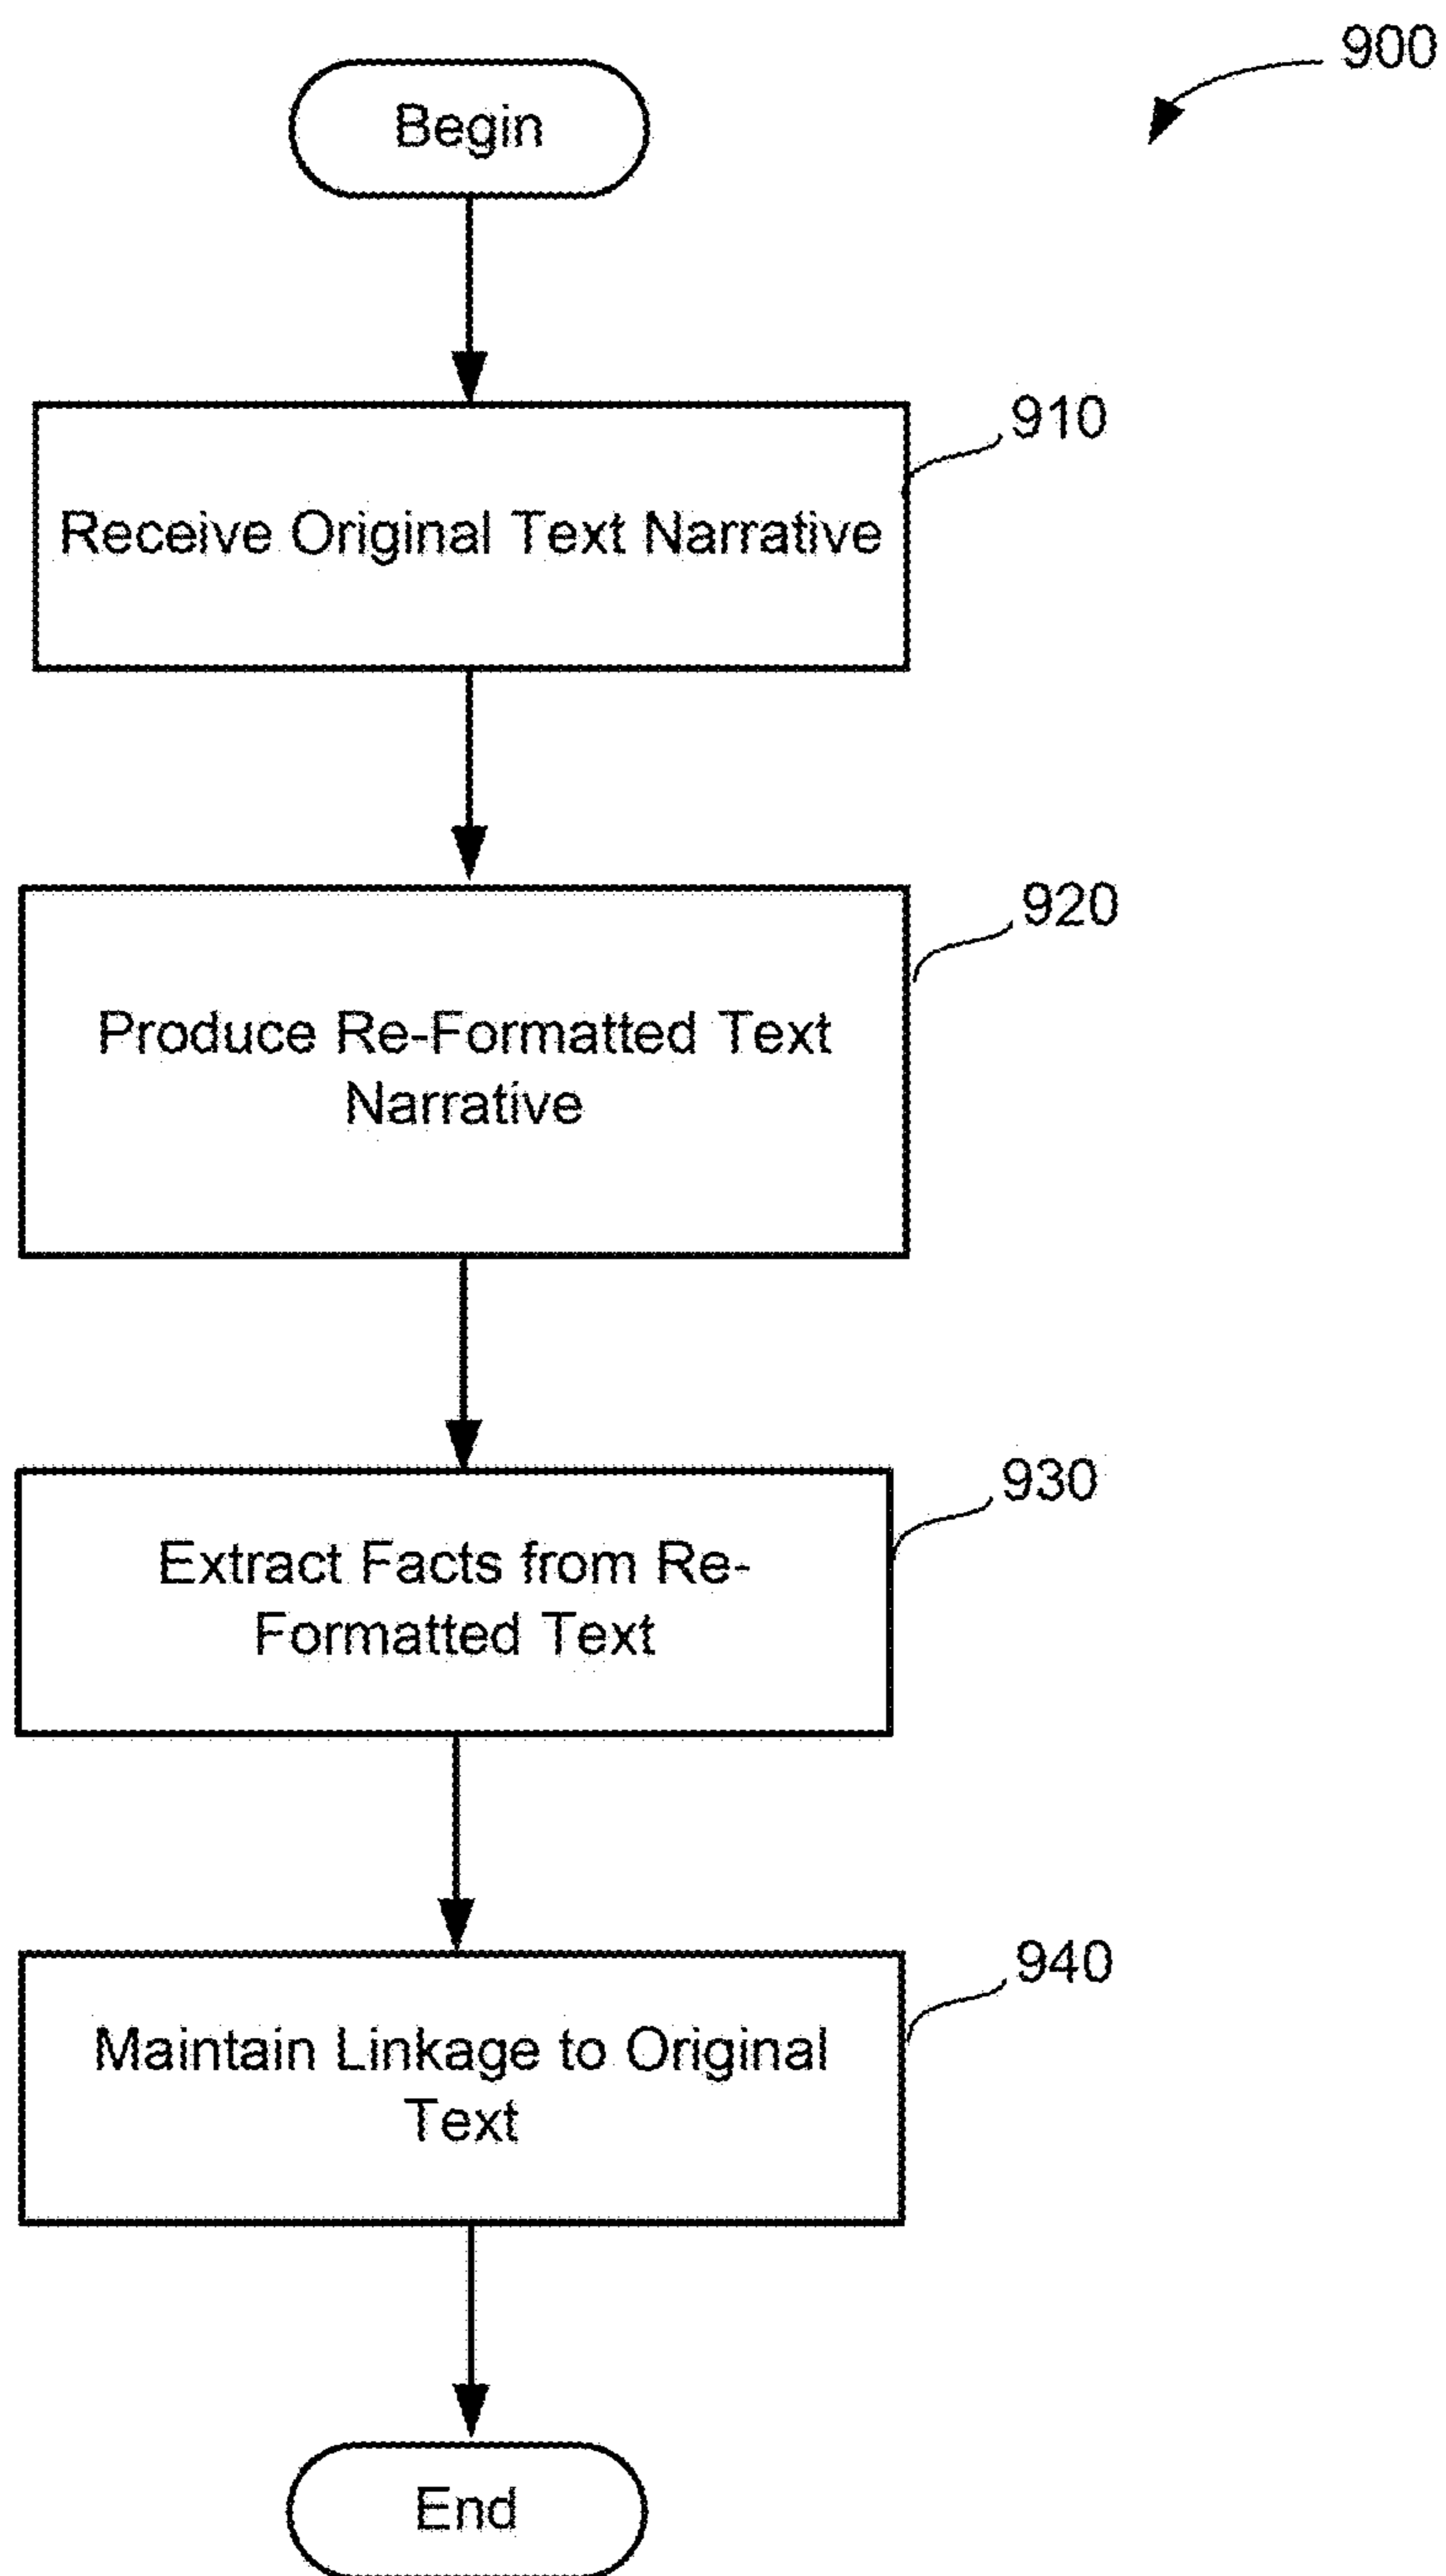 900
Begin
910
Receive Original Text Narrative
920
Produce Re-Formatted Text
Narrative
930
Extract Facts from Re-
Formatted Text
940
Maintain Linkage to Original
Text
End